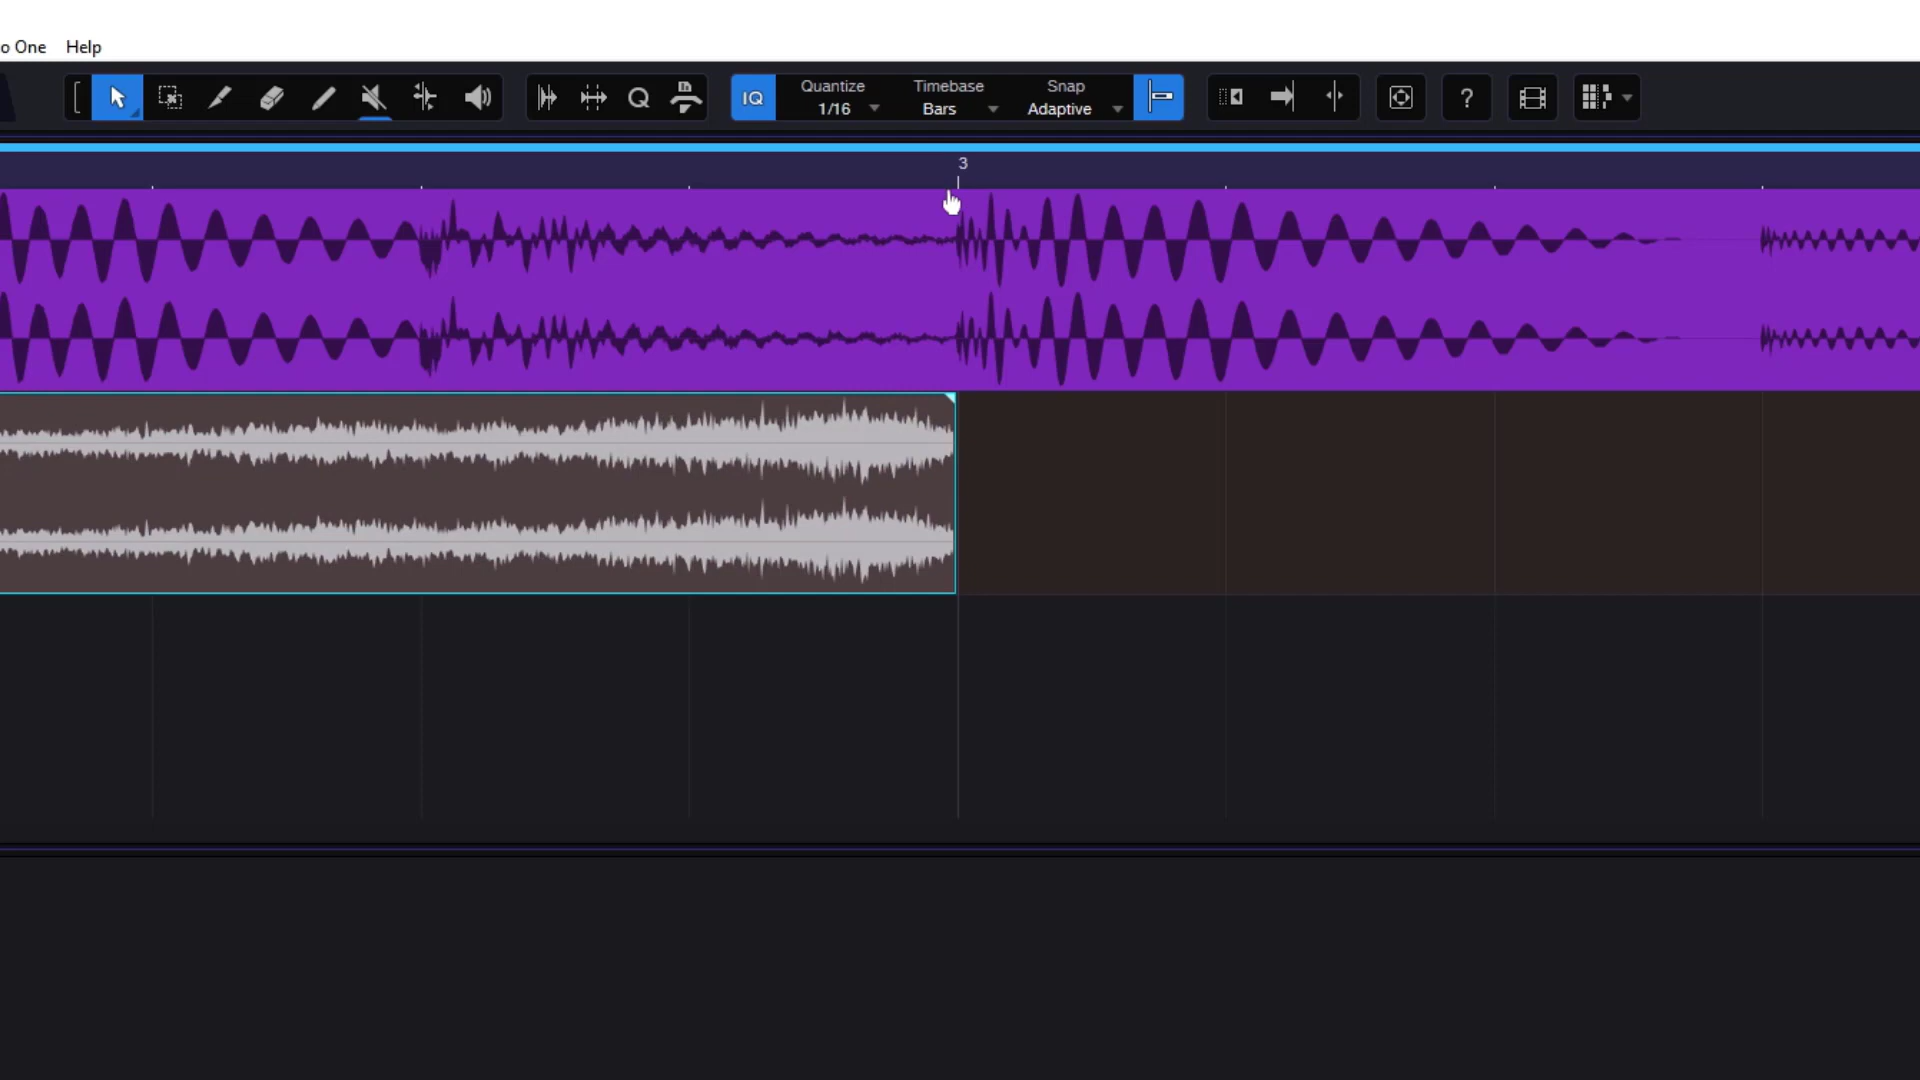 o One Help
IQ
Quantize Timebase Snap
1/16 Bars Adaptive
Q
?
3